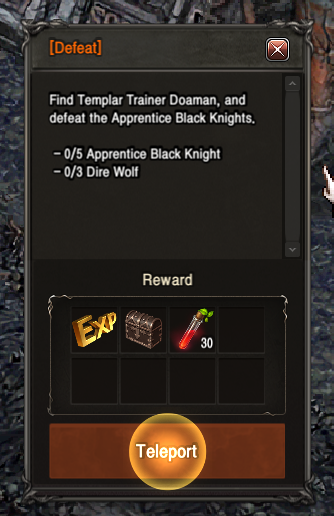 [Defeat]
Find Templar Trainer Doaman, and
defeat the Apprentice Black Knights.
– 0/5 Apprentice Black Knight
– 0/3 Dire Wolf
Reward
EXP
30
Teleport